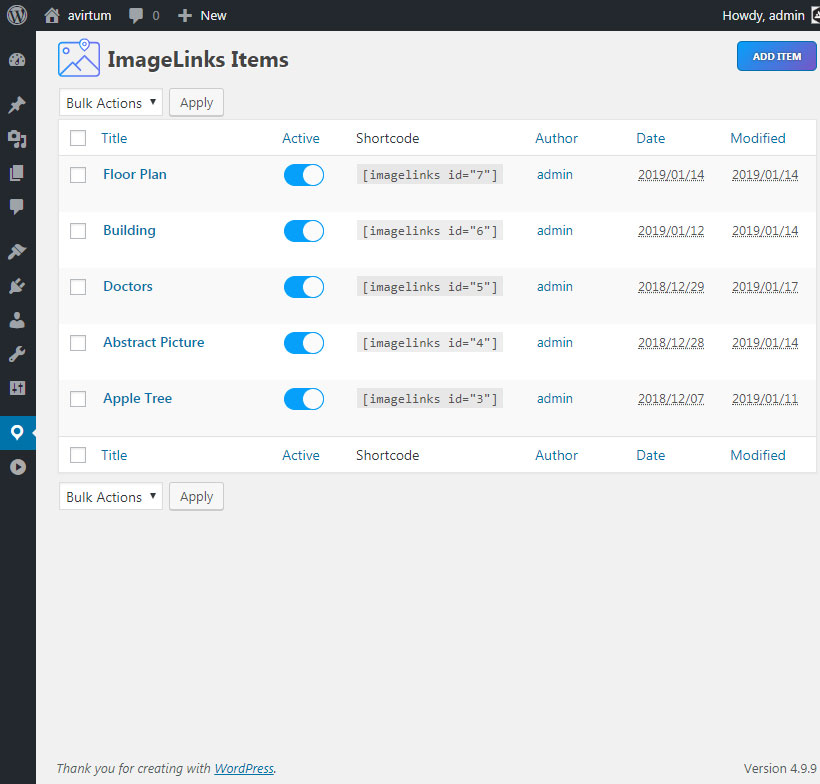 avirtum 0 New Howdy, admin
ImageLinks Items ADD ITEM
Bulk Actions Apply
Title Active Shortcode Author Date Modified
Floor Plan [imagelinks id="7"] admin 2019/01/14 2019/01/14
Building [imagelinks id="6"] admin 2019/01/12 2019/01/14
Doctors [imagelinks id="5"] admin 2018/12/29 2019/01/17
Abstract Picture [imagelinks id="4"] admin 2018/12/28 2019/01/14
Apple Tree [imagelinks id="3"] admin 2018/12/07 2019/01/11
Title Active Shortcode Author Date Modified
Bulk Actions Apply
Thank you for creating with WordPress. Version 4.9.9